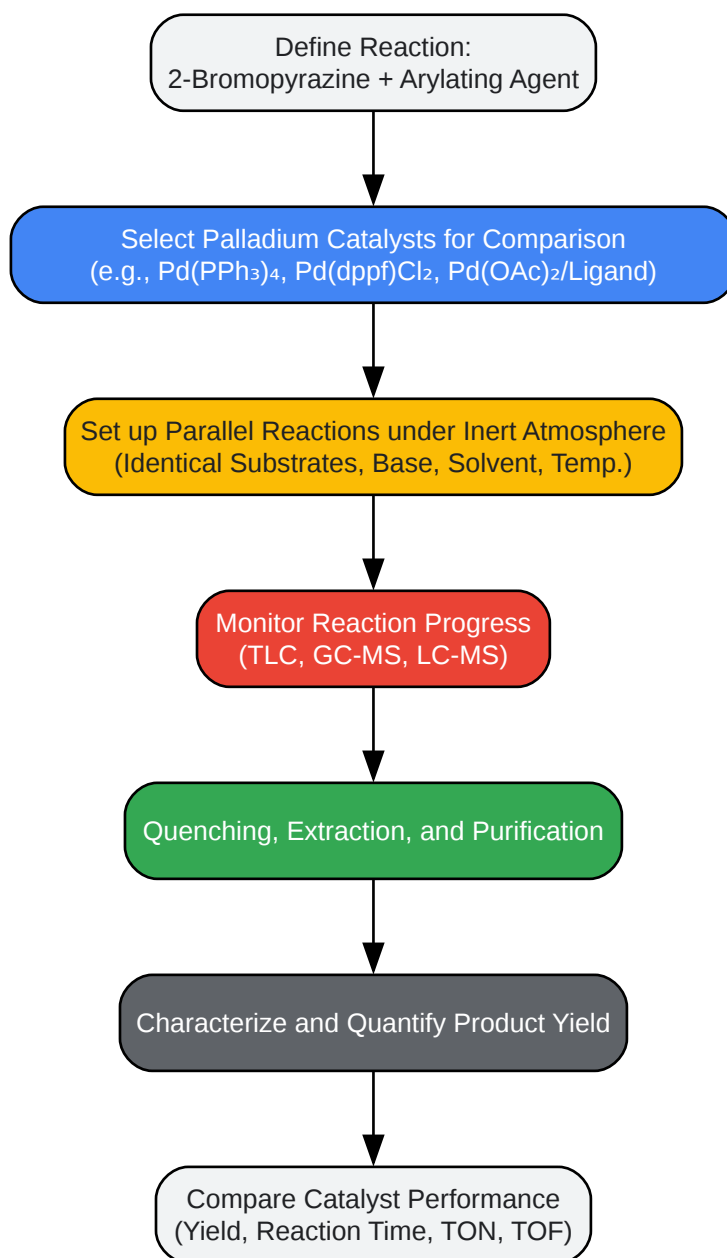 Define Reaction:
2-Bromopyrazine + Arylating Agent
Select Palladium Catalysts for Comparison
(e.g., Pd(PPh₃)₄, Pd(dppf)Cl₂, Pd(OAc)₂/Ligand)
Set up Parallel Reactions under Inert Atmosphere
(Identical Substrates, Base, Solvent, Temp.)
Monitor Reaction Progress
(TLC, GC-MS, LC-MS)
Quenching, Extraction, and Purification
Characterize and Quantify Product Yield
Compare Catalyst Performance
(Yield, Reaction Time, TON, TOF)